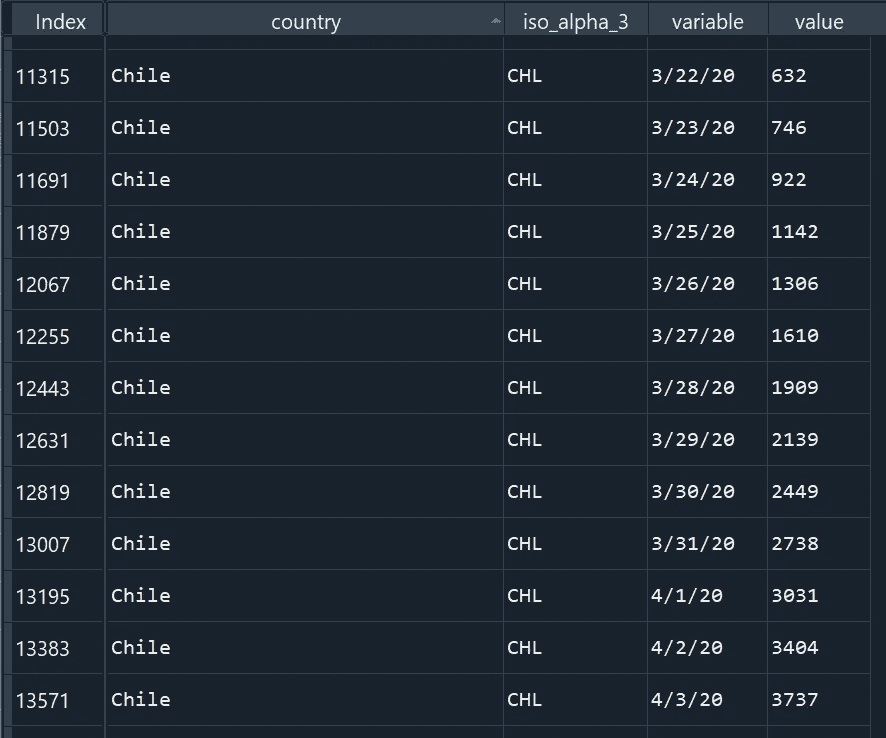 Index country iso_alpha_3 variable value
11315 Chile CHL 3/22/20 632
11503 Chile CHL 3/23/20 746
11691 Chile CHL 3/24/20 922
11879 Chile CHL 3/25/20 1142
12067 Chile CHL 3/26/20 1306
12255 Chile CHL 3/27/20 1610
12443 Chile CHL 3/28/20 1909
12631 Chile CHL 3/29/20 2139
12819 Chile CHL 3/30/20 2449
13007 Chile CHL 3/31/20 2738
13195 Chile CHL 4/1/20 3031
13383 Chile CHL 4/2/20 3404
13571 Chile CHL 4/3/20 3737